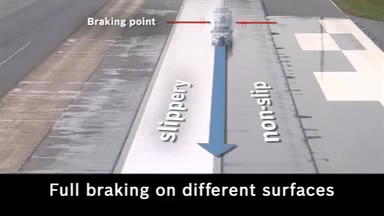 Braking point
slippery
non-slip
Full braking on different surfaces